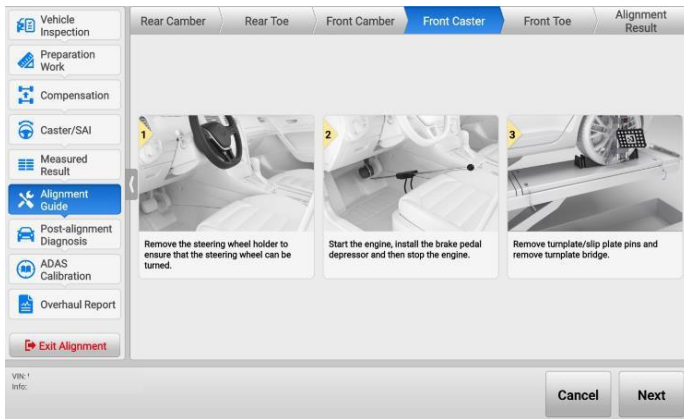 Vehicle
Inspection
Preparation
Work
Compensation
Caster/SAI
Measured
Result
Alignment
Guide
Post-alignment
Diagnosis
ADAS
Calibration
Overhaul Report
Exit Alignment
Rear Camber
Rear Toe
Front Camber
Front Caster
Front Toe
Alignment
Result
1
Remove the steering wheel holder to
ensure that the steering wheel can be
turned.
2
Start the engine, install the brake pedal
depressor and then stop the engine.
3
Remove turnplate/slip plate pins and
remove turnplate bridge.
VIN:
Info:
Cancel
Next